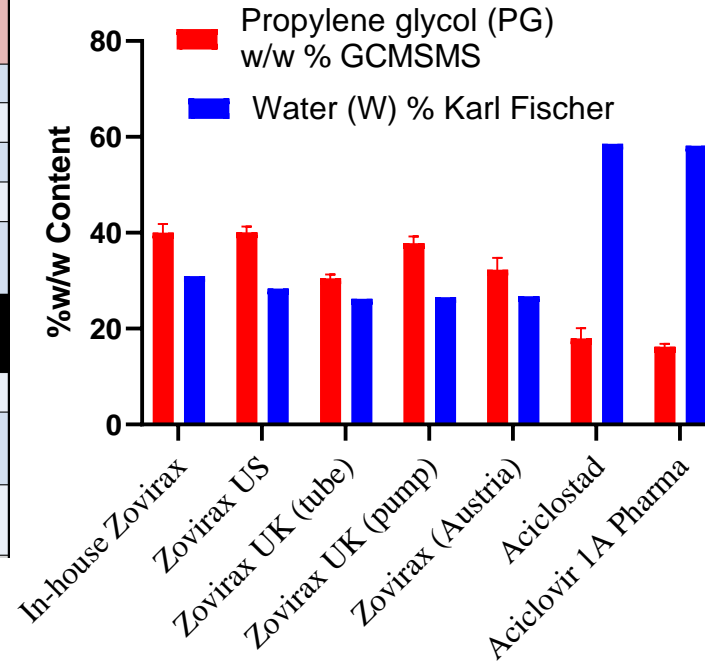 Propylene glycol (PG)
w/w % GCMSMS
Water (W) % Karl Fischer
%w/w Content
80
60
40
20
0
In-house Zovirax
Zovirax US
Zovirax UK (tube)
Zovirax UK (pump)
Zovirax (Austria)
Aciclostad
Aciclovir 1A Pharma